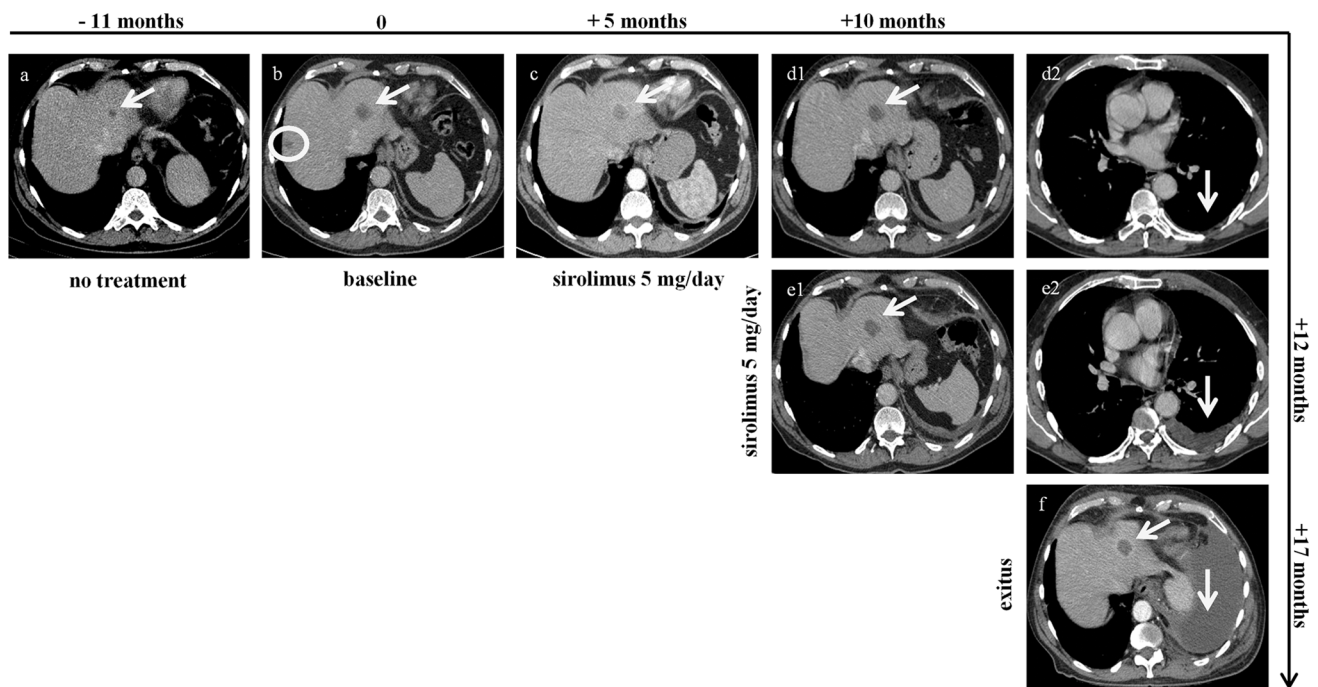 - 11 months 0 + 5 months +10 months
a b c d1 d2
no treatment baseline sirolimus 5 mg/day
e1 e2
sirolimus 5 mg/day
+12 months
f
exitus
+17 months